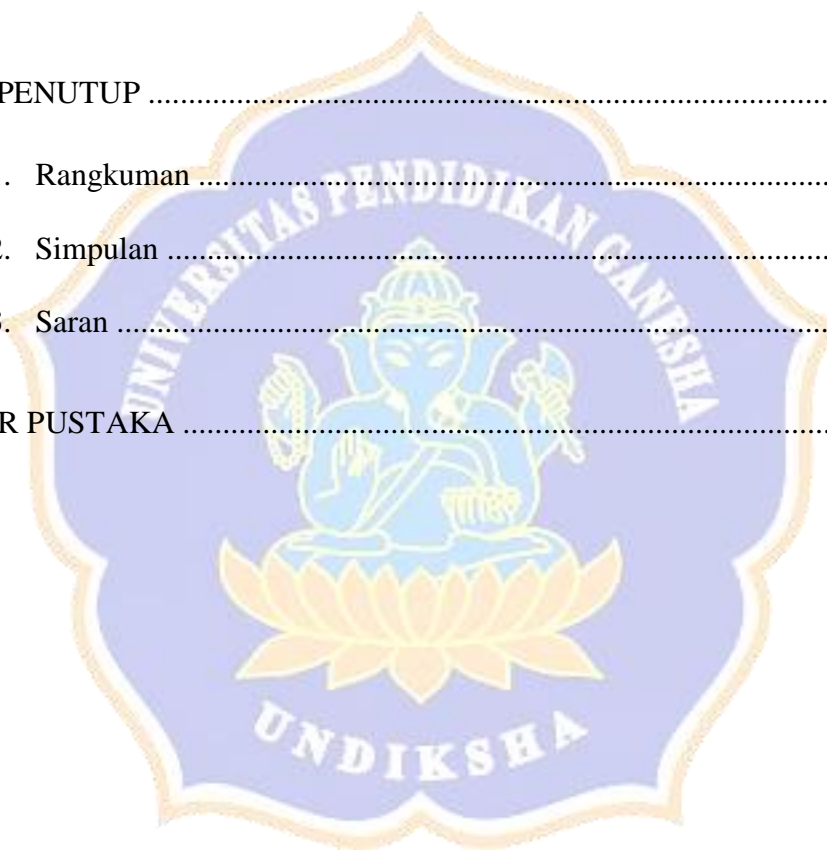 PENUTUP ........................................................................................
. Rangkuman ..................................................................................
. Simpulan ......................................................................................
. Saran ............................................................................................
R PUSTAKA ....................................................................................
UNIVERSITAS PENDIDIKAN GANESHA
UNDIKSHA